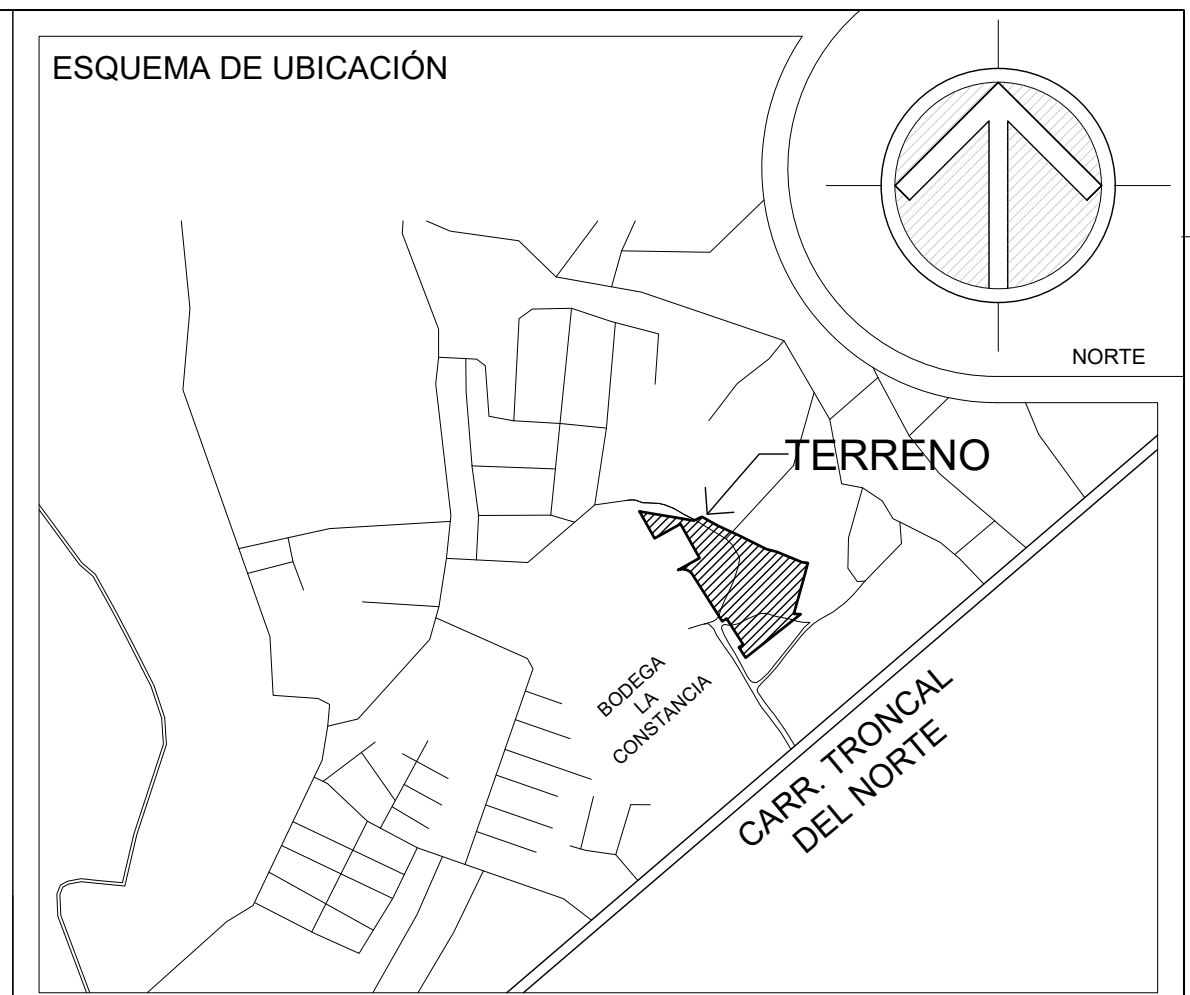 ESQUEMA DE UBICACIÓN
NORTE
TERRENO
BODEGA
LA
CONSTANCIA
CARR. TRONCAL
DEL NORTE